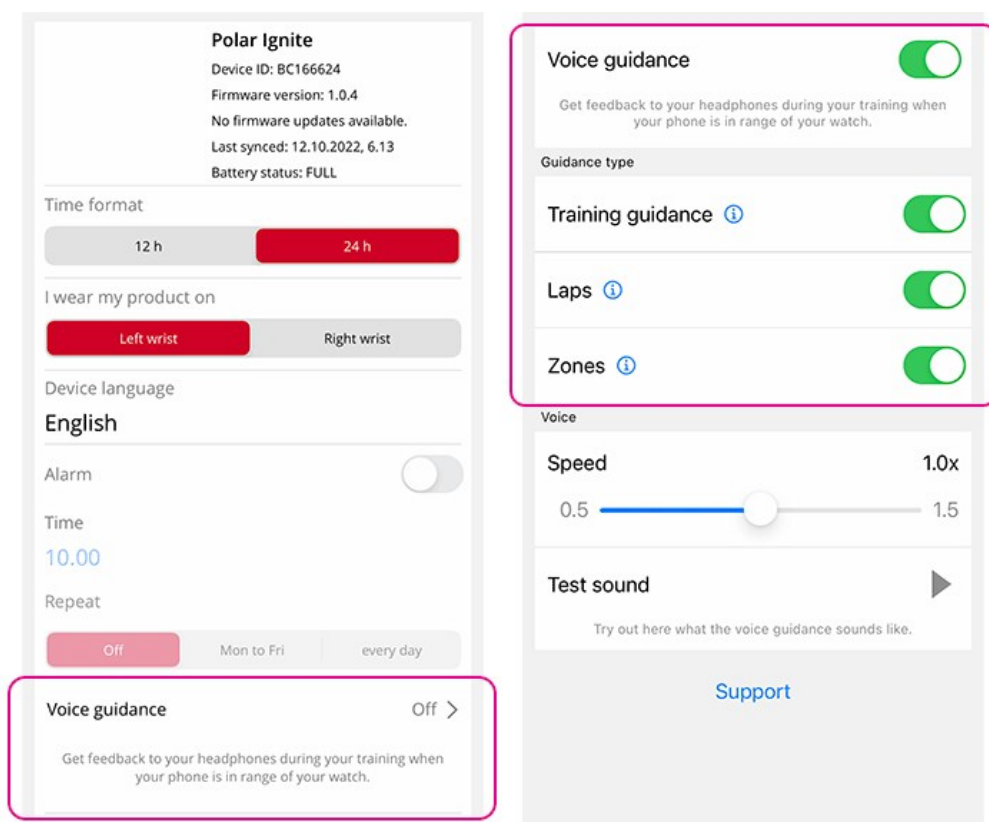 Polar Ignite
Device ID: BC166624
Firmware version: 1.0.4
No firmware updates available.
Last synced: 12.10.2022, 6.13
Battery status: FULL
Time format
12 h
24 h
I wear my product on
Left wrist
Right wrist
Device language
English
Alarm
Time
10.00
Repeat
Off
Mon to Fri
every day
Voice guidance
Off
Get feedback to your headphones during your training when
your phone is in range of your watch.
Voice guidance
Get feedback to your headphones during your training when
your phone is in range of your watch.
Guidance type
Training guidance
Laps
Zones
Voice
Speed
1.0x
0.5
1.5
Test sound
Try out here what the voice guidance sounds like.
Support